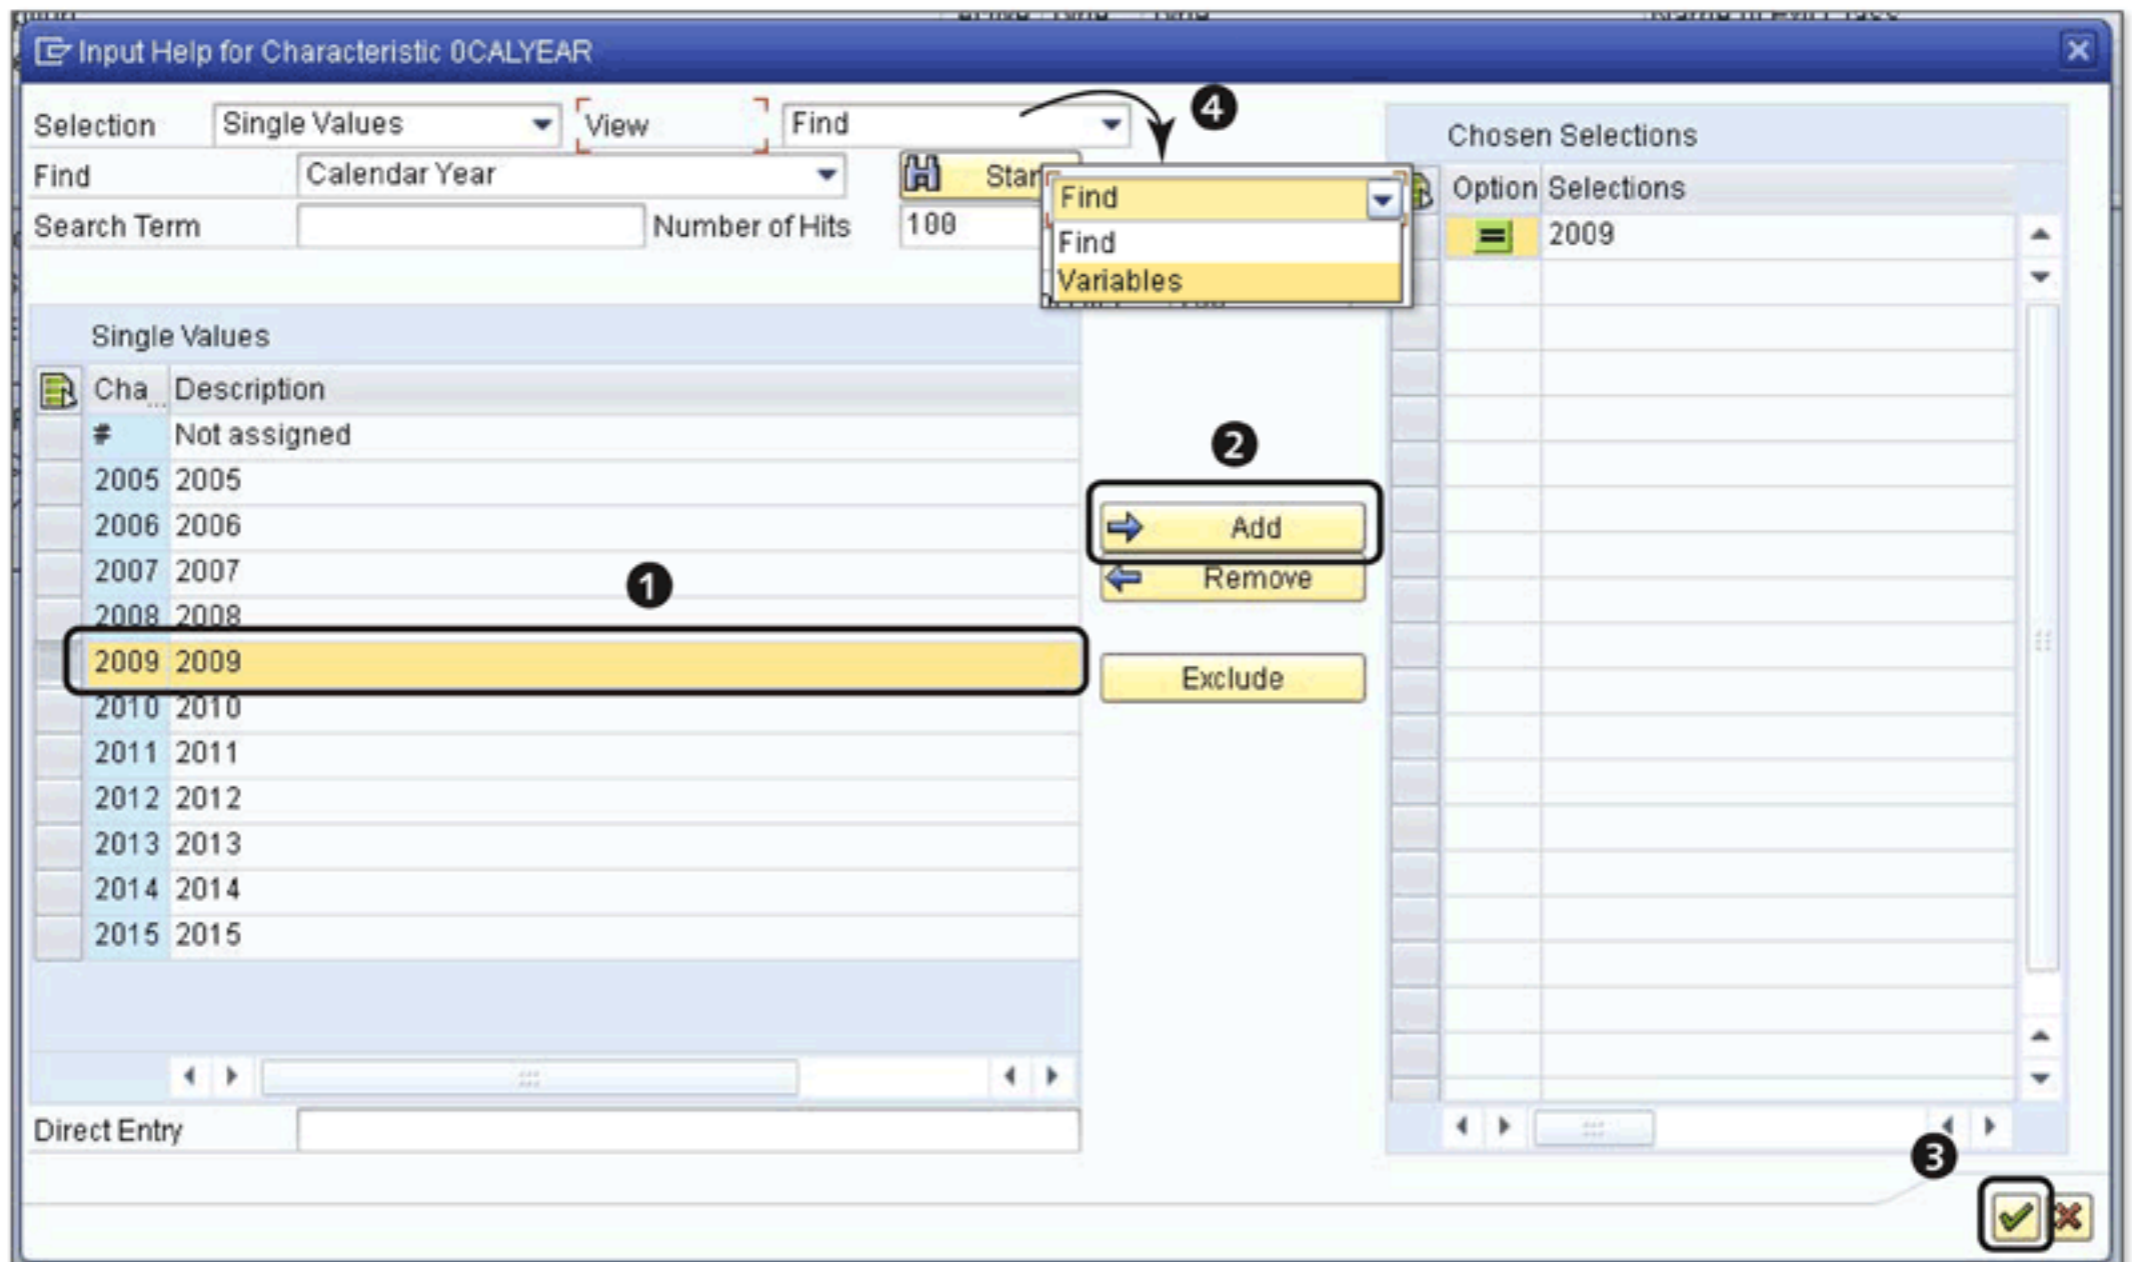 Input Help for Characteristic 0CALYEAR
Selection Single Values View Find 4
Find Calendar Year
Search Term Number of Hits 100
Find
Find
Variables
Chosen Selections
Option Selections
= 2009
Single Values
Cha... Description
# Not assigned
2005 2005
2006 2006
2007 2007
2008 2008
2009 2009
2010 2010
2011 2011
2012 2012
2013 2013
2014 2014
2015 2015
1
2
Add
Remove
Exclude
Direct Entry
3